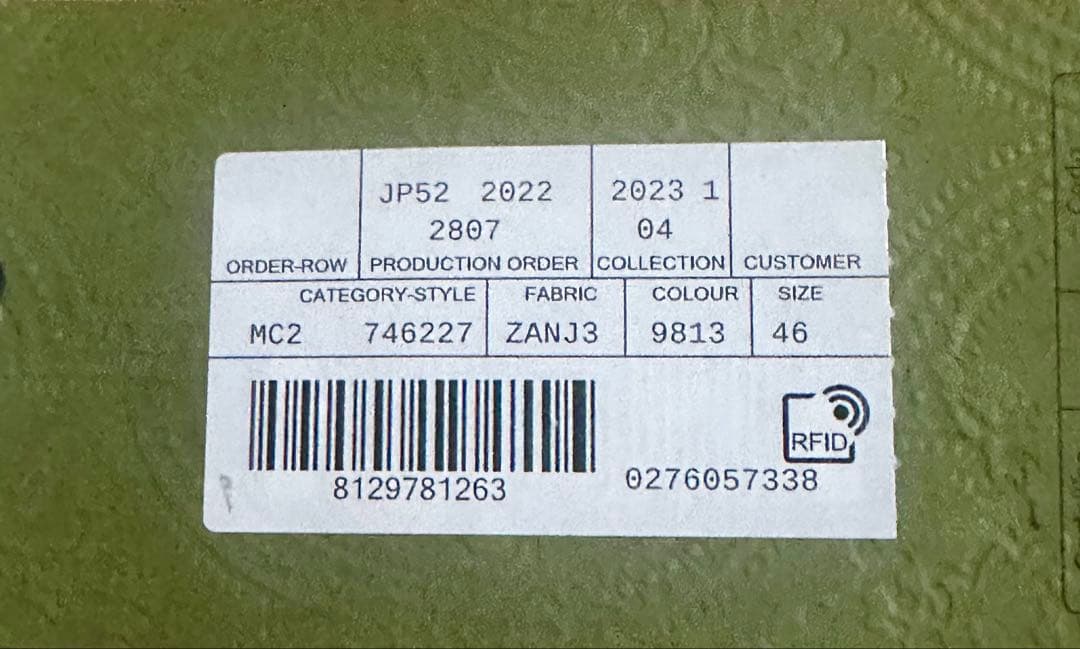 JP52 2022 2023 1
2807 04
ORDER-ROW PRODUCTION ORDER COLLECTION CUSTOMER
CATEGORY-STYLE FABRIC COLOUR SIZE
MC2 746227 ZANJ3 9813 46
RFID
8129781263 0276057338